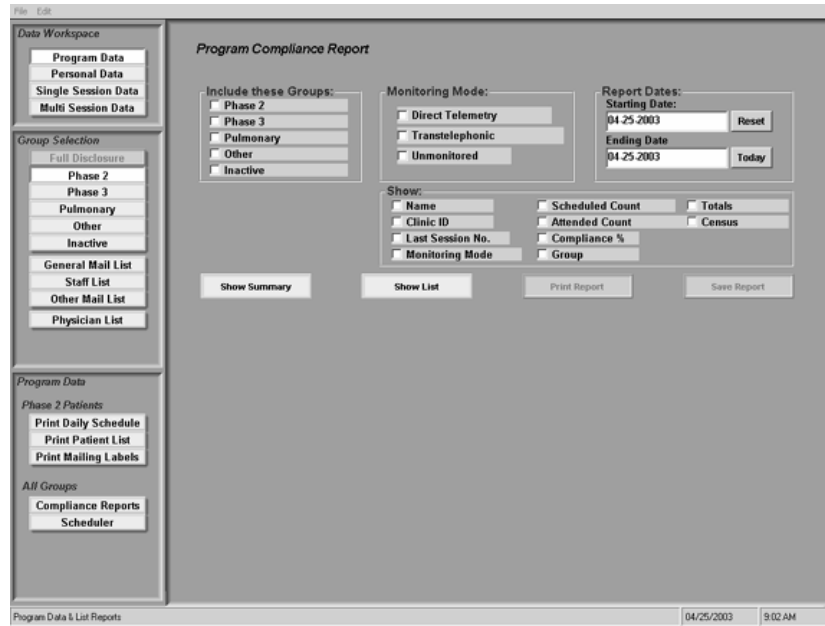 File Edit
Data Workspace
Program Data
Personal Data
Single Session Data
Multi Session Data
Group Selection
Full Disclosure
Phase 2
Phase 3
Pulmonary
Other
Inactive
General Mail List
Staff List
Other Mail List
Physician List
Program Data
Phase 2 Patients
Print Daily Schedule
Print Patient List
Print Mailing Labels
All Groups
Compliance Reports
Scheduler
Program Compliance Report
Include these Groups:
Phase 2
Phase 3
Pulmonary
Other
Inactive
Monitoring Mode:
Direct Telemetry
Transtelephonic
Unmonitored
Report Dates:
Starting Date:
04-25-2003 Reset
Ending Date
04-25-2003 Today
Show:
Name Scheduled Count Totals
Clinic ID Attended Count Census
Last Session No. Compliance %
Monitoring Mode Group
Show Summary Show List Print Report Save Report
Program Data & List Reports 04/25/2003 9:02 AM